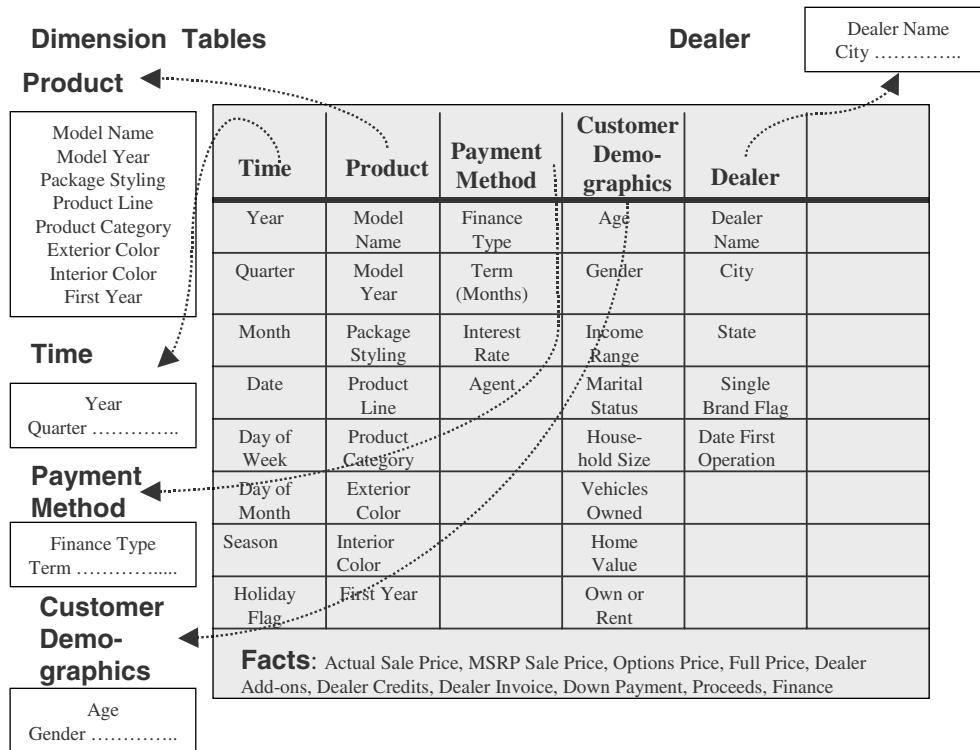 Dimension Tables
Dealer
Dealer Name
City …………..
Product
Model Name
Model Year
Package Styling
Product Line
Product Category
Exterior Color
Interior Color
First Year
Time
Year
Quarter …………..
Payment
Method
Finance Type
Term ………….....
Customer
Demo-
graphics
Age
Gender …………..
Time
Product
Payment
Method
Customer
Demo-
graphics
Dealer
Year
Model
Name
Finance
Type
Age
Dealer
Name
Quarter
Model
Year
Term
(Months)
Gender
City
Month
Package
Styling
Interest
Rate
Income
Range
State
Date
Product
Line
Agent
Marital
Status
Single
Brand Flag
Day of
Week
Product
Category
House-
hold Size
Date First
Operation
Day of
Month
Exterior
Color
Vehicles
Owned
Season
Interior
Color
Home
Value
Holiday
Flag
First Year
Own or
Rent
Facts: Actual Sale Price, MSRP Sale Price, Options Price, Full Price, Dealer
Add-ons, Dealer Credits, Dealer Invoice, Down Payment, Proceeds, Finance